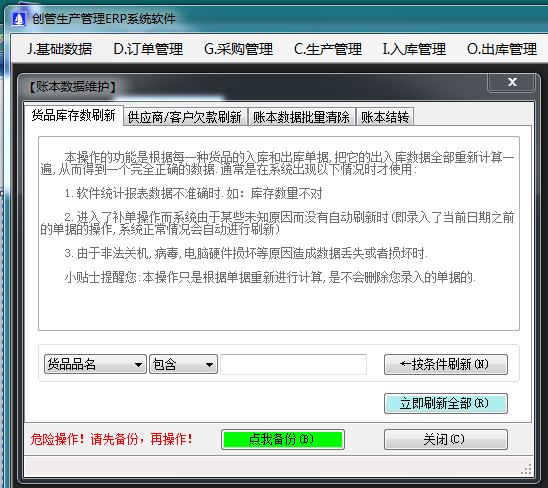 创管生产管理ERP系统软件
J.基础数据 D.订单管理 G.采购管理 C.生产管理 I.入库管理 O.出库管理
【账本数据维护】
货品库存数刷新 供应商/客户欠款刷新 账本数据批量清除 账本结转
本操作的功能是根据每一种货品的入库和出库单据,把它的出入库数据全部重新计算一
遍,从而得到一个完全正确的数据.通常是在系统出现以下情况时才使用:
1.软件统计报表数据不准确时.如：库存数量不对
2.进入了补单操作而系统由于某些未知原因而没有自动刷新时(即录入了当前日期之前
的单据的操作,系统正常情况会自动进行刷新)
3.由于非法关机,病毒,电脑硬件损坏等原因造成数据丢失或者损坏时.
小贴士提醒您:本操作只是根据单据重新进行计算,是不会删除您录入的单据的.
货品品名 包含 ←按条件刷新(N)
立即刷新全部(R)
危险操作！请先备份，再操作！ 点我备份(B) 关闭(C)